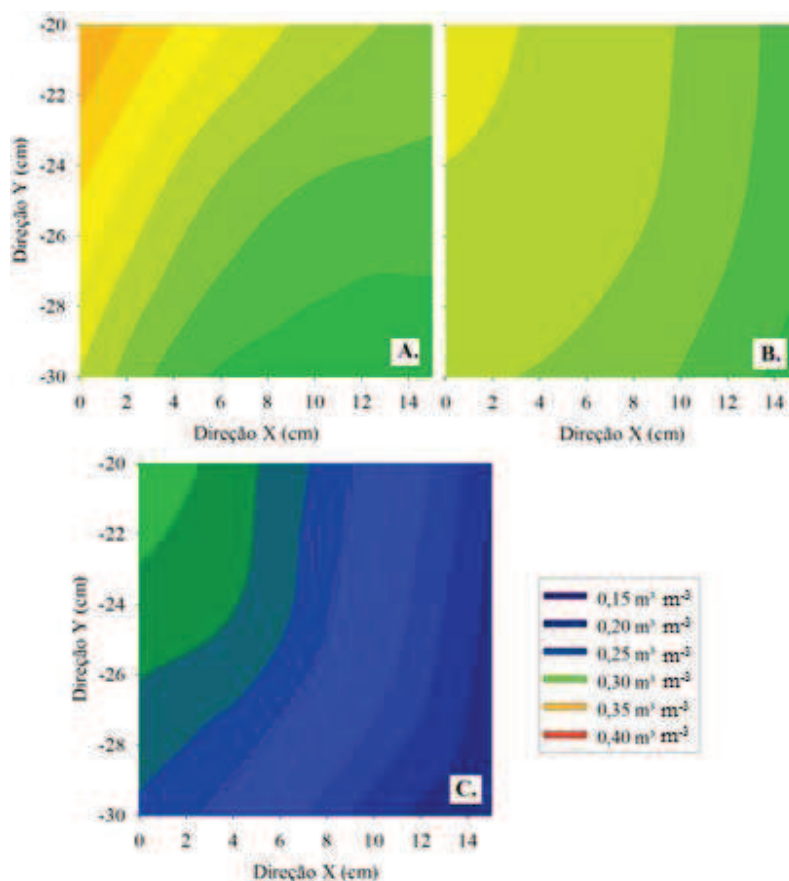 -20
-22
-24
-26
-28
-30
Direção Y (cm)
A.
0 2 4 6 8 10 12 14
Direção X (cm)
B.
0 2 4 6 8 10 12 14
Direção X (cm)
-20
-22
-24
-26
-28
-30
Direção Y (cm)
C.
0 2 4 6 8 10 12 14
Direção X (cm)
0,15 m³ m⁻³
0,20 m³ m⁻³
0,25 m³ m⁻³
0,30 m³ m⁻³
0,35 m³ m⁻³
0,40 m³ m⁻³